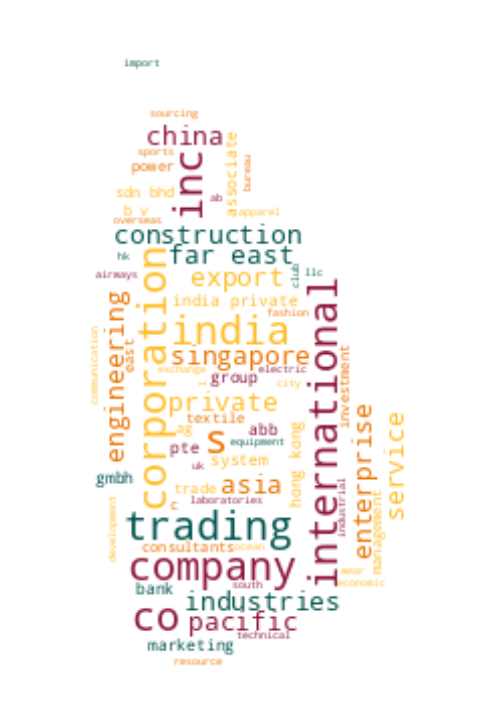 import
sourcing
china
inc
associate
sports
bureau
power
sdn bhd
ab
b v
apparel
overseas
construction
far east
hk
airways
club
llc
export
corporation
international
engineering
india private
fashion
india
communication
east
singapore
investment
exchange
electric
group
city
private
enterprise
service
textile
ag
s
abb
hong kong
equipment
pte
system
uk
gmbh
asia
trade
industrial
management
laboratories
c
development
trading
consultants
ocean
company
wear
economic
south
bank
industries
co
pacific
technical
marketing
resource